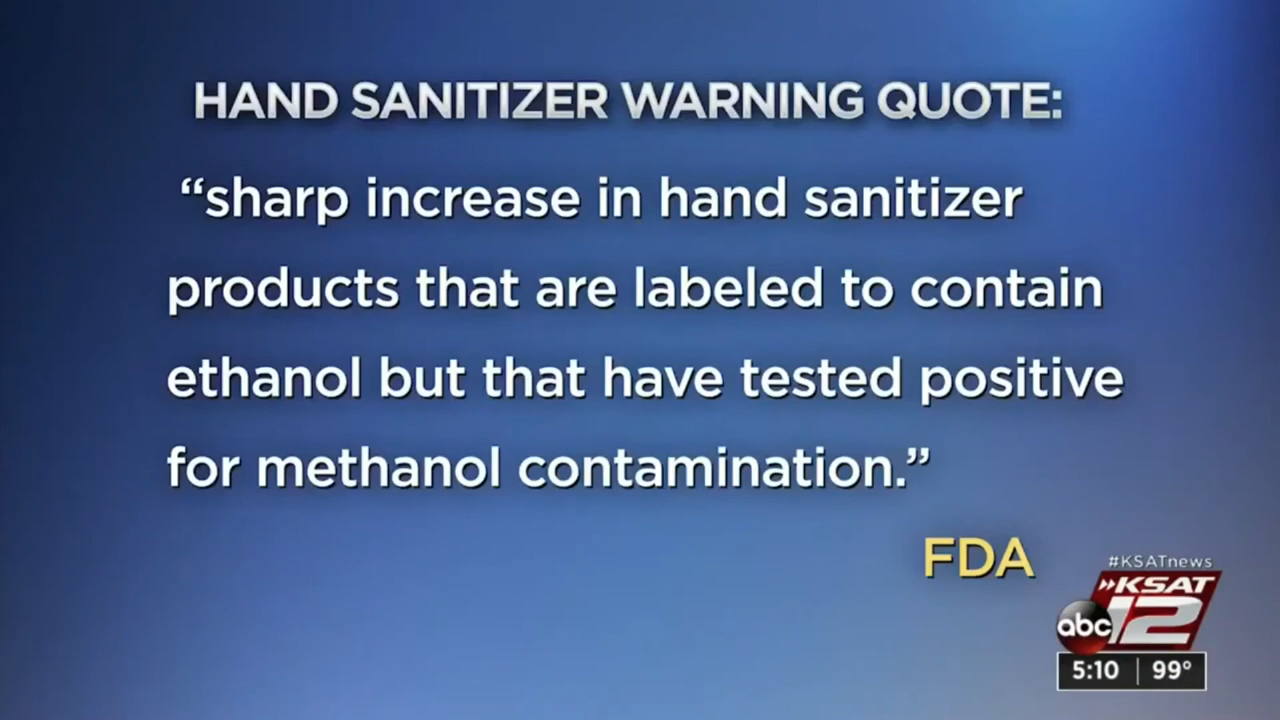 HAND SANITIZER WARNING QUOTE:
“sharp increase in hand sanitizer
products that are labeled to contain
ethanol but that have tested positive
for methanol contamination.”
FDA
#KSATnews
KSAT
abc 12
5:10 | 99°